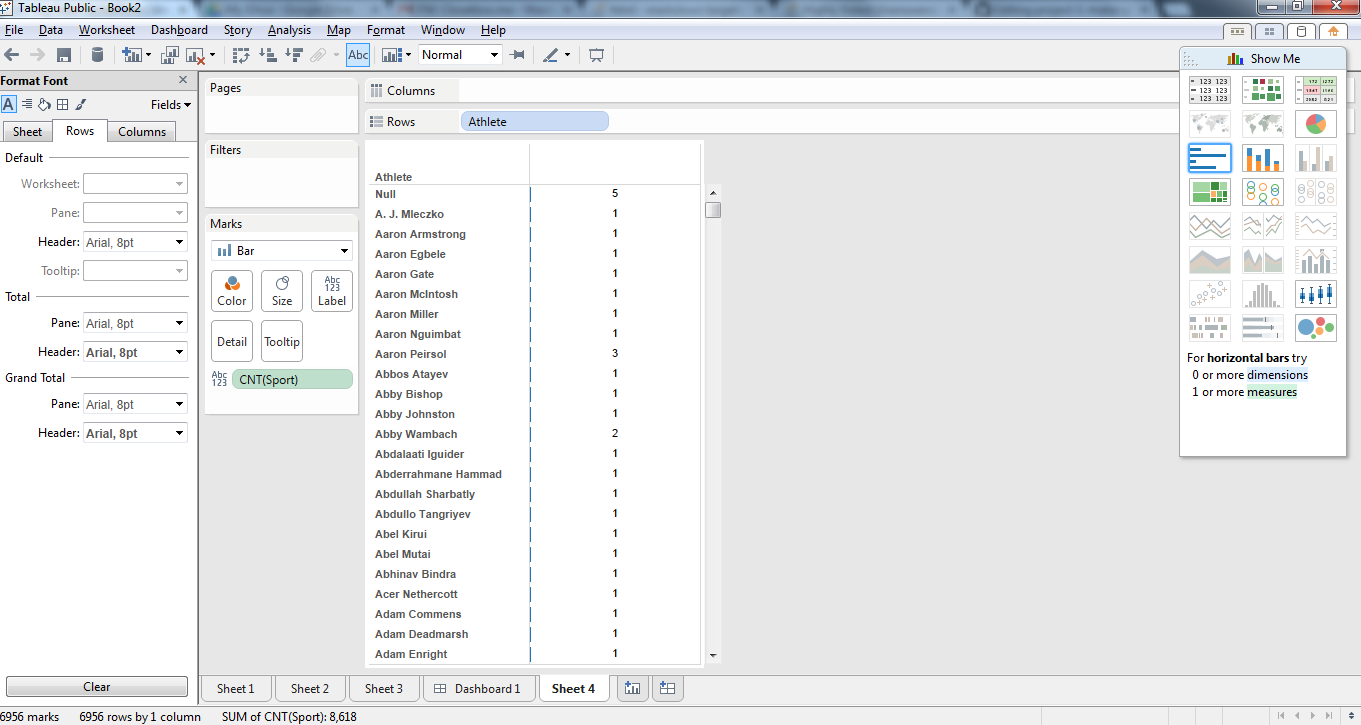 Tableau Public - Book2
File Data Worksheet Dashboard Story Analysis Map Format Window Help
Abc Normal
Format Font
Fields
Sheet Rows Columns
Default
Worksheet:
Pane:
Header: Arial, 8pt
Tooltip:
Total
Pane: Arial, 8pt
Header: Arial, 8pt
Grand Total
Pane: Arial, 8pt
Header: Arial, 8pt
Clear
Pages
Filters
Marks
Bar
Color Size Abc 123 Label
Detail Tooltip
Abc 123 CNT(Sport)
Columns
Rows Athlete
Athlete
Null 5
A. J. Mleczko 1
Aaron Armstrong 1
Aaron Egbele 1
Aaron Gate 1
Aaron McIntosh 1
Aaron Miller 1
Aaron Nguimbat 1
Aaron Peirsol 3
Abbos Atayev 1
Abby Bishop 1
Abby Johnston 1
Abby Wambach 2
Abdalaati Iguider 1
Abderrahmane Hammad 1
Abdullah Sharbatly 1
Abdullo Tangriyev 1
Abel Kirui 1
Abel Mutai 1
Abhinav Bindra 1
Acer Nethercott 1
Adam Commens 1
Adam Deadmarsh 1
Adam Enright 1
Show Me
For horizontal bars try
0 or more dimensions
1 or more measures
Sheet 1 Sheet 2 Sheet 3 Dashboard 1 Sheet 4
6956 marks 6956 rows by 1 column SUM of CNT(Sport): 8,618